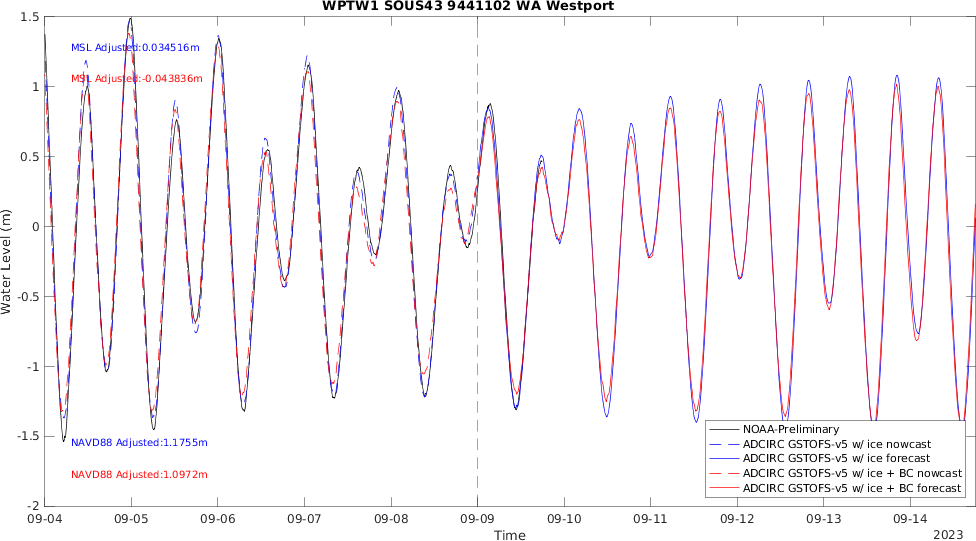 WPTW1 SOUS43 9441102 WA Westport
1.5
1
0.5
0
-0.5
-1
-1.5
-2
Water Level (m)
MSL Adjusted:0.034516m
MSL Adjusted:-0.043836m
NAVD88 Adjusted:1.1755m
NAVD88 Adjusted:1.0972m
NOAA-Preliminary
ADCIRC GSTOFS-v5 w/ ice nowcast
ADCIRC GSTOFS-v5 w/ ice forecast
ADCIRC GSTOFS-v5 w/ ice + BC nowcast
ADCIRC GSTOFS-v5 w/ ice + BC forecast
09-04 09-05 09-06 09-07 09-08 09-09 09-10 09-11 09-12 09-13 09-14
Time
2023